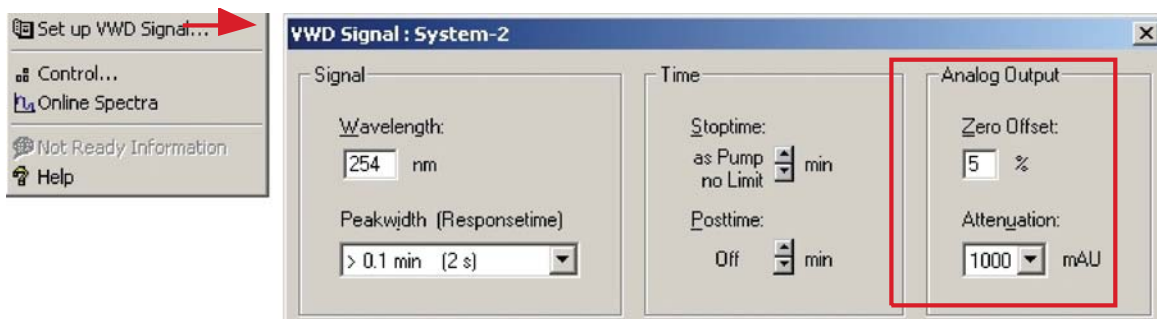 Set up VWD Signal...
Control...
Online Spectra
Not Ready Information
Help
VWD Signal : System-2
Signal
Wavelength:
254 nm
Peakwidth (Responsetime)
> 0.1 min (2 s)
Time
Stoptime:
as Pump
no Limit
min
Posttime:
Off min
Analog Output
Zero Offset:
5 %
Attenuation:
1000 mAU